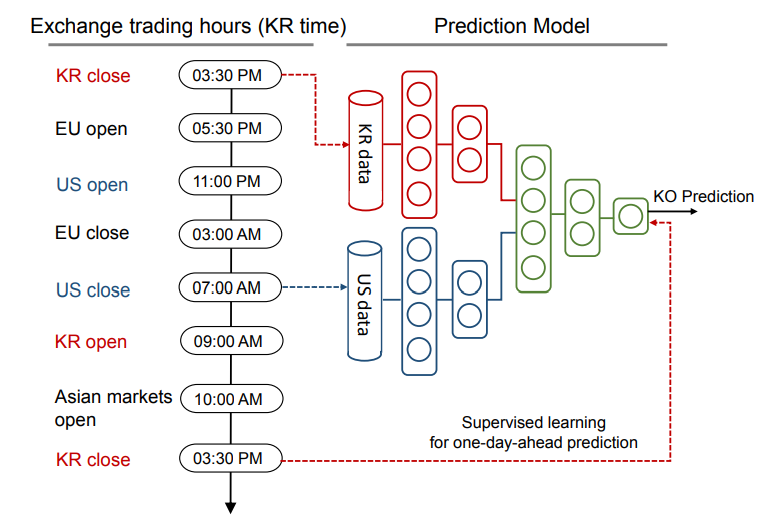 Exchange trading hours (KR time)
Prediction Model
KR close
03:30 PM
EU open
05:30 PM
US open
11:00 PM
EU close
03:00 AM
US close
07:00 AM
KR open
09:00 AM
Asian markets
open
10:00 AM
KR close
03:30 PM
KR data
US data
KO Prediction
Supervised learning
for one-day-ahead prediction